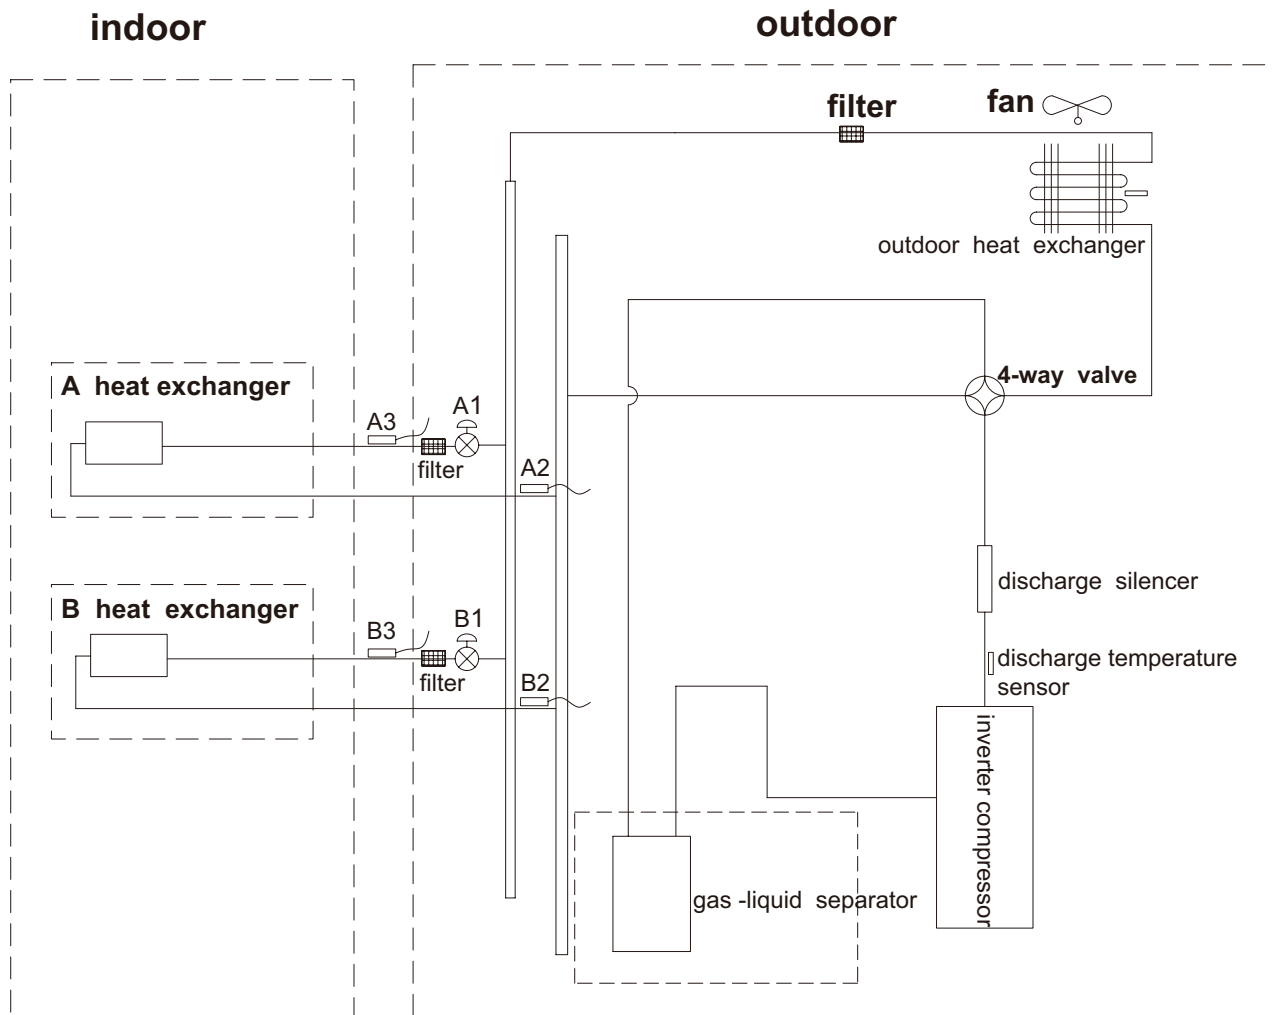 indoor
outdoor
filter
fan
outdoor heat exchanger
4-way valve
A heat exchanger
A3
A1
filter
A2
B heat exchanger
B3
B1
filter
B2
discharge silencer
discharge temperature
sensor
inverter compressor
gas -liquid separator